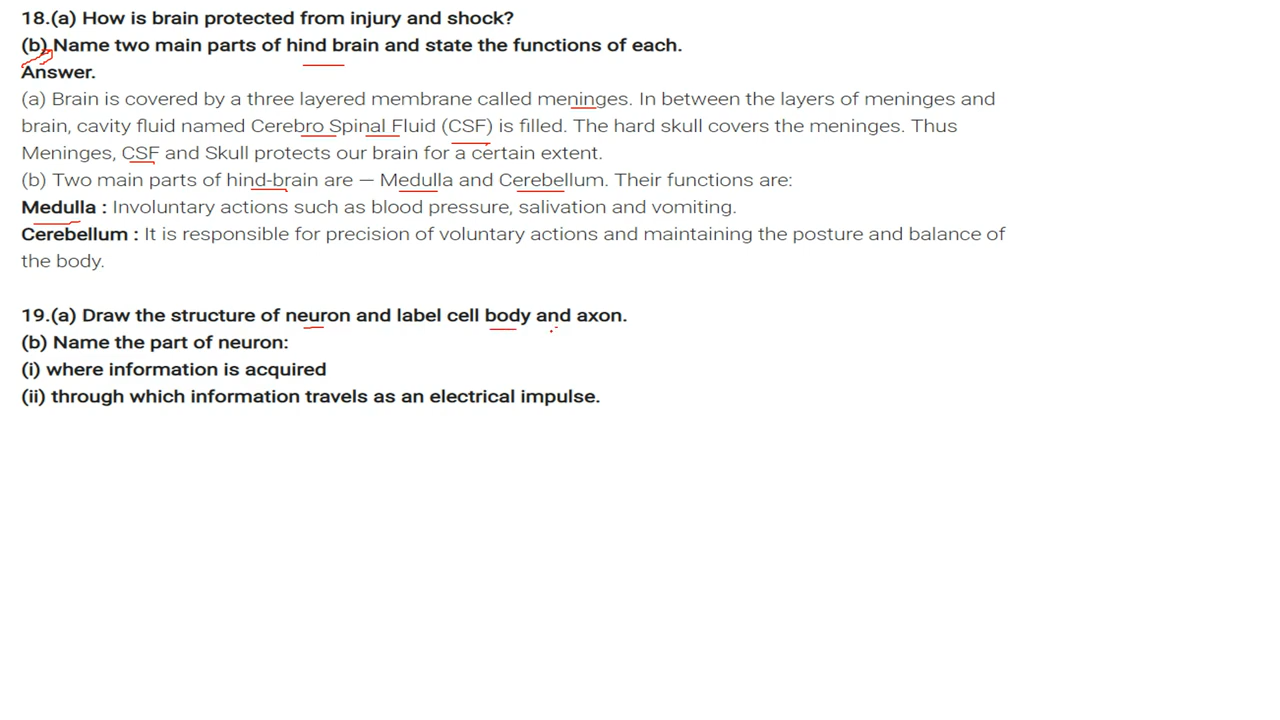 18.(a) How is brain protected from injury and shock?
(b) Name two main parts of hind brain and state the functions of each.
Answer.
(a) Brain is covered by a three layered membrane called meninges. In between the layers of meninges and
brain, cavity fluid named Cerebro Spinal Fluid (CSF) is filled. The hard skull covers the meninges. Thus
Meninges, CSF and Skull protects our brain for a certain extent.
(b) Two main parts of hind-brain are — Medulla and Cerebellum. Their functions are:
Medulla : Involuntary actions such as blood pressure, salivation and vomiting.
Cerebellum : It is responsible for precision of voluntary actions and maintaining the posture and balance of
the body.
19.(a) Draw the structure of neuron and label cell body and axon.
(b) Name the part of neuron:
(i) where information is acquired
(ii) through which information travels as an electrical impulse.